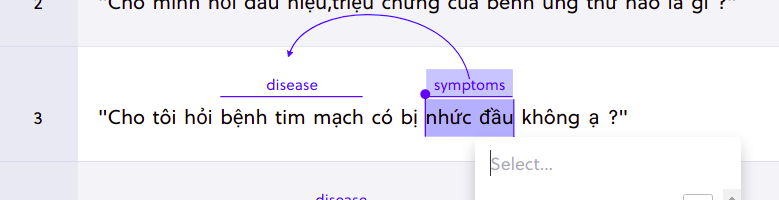 2 "Cho mình hỏi dấu hiệu,triệu chứng của bệnh ung thư não là gì ?"
disease symptoms
3 "Cho tôi hỏi bệnh tim mạch có bị nhức đầu không ạ ?"
Select...
disease